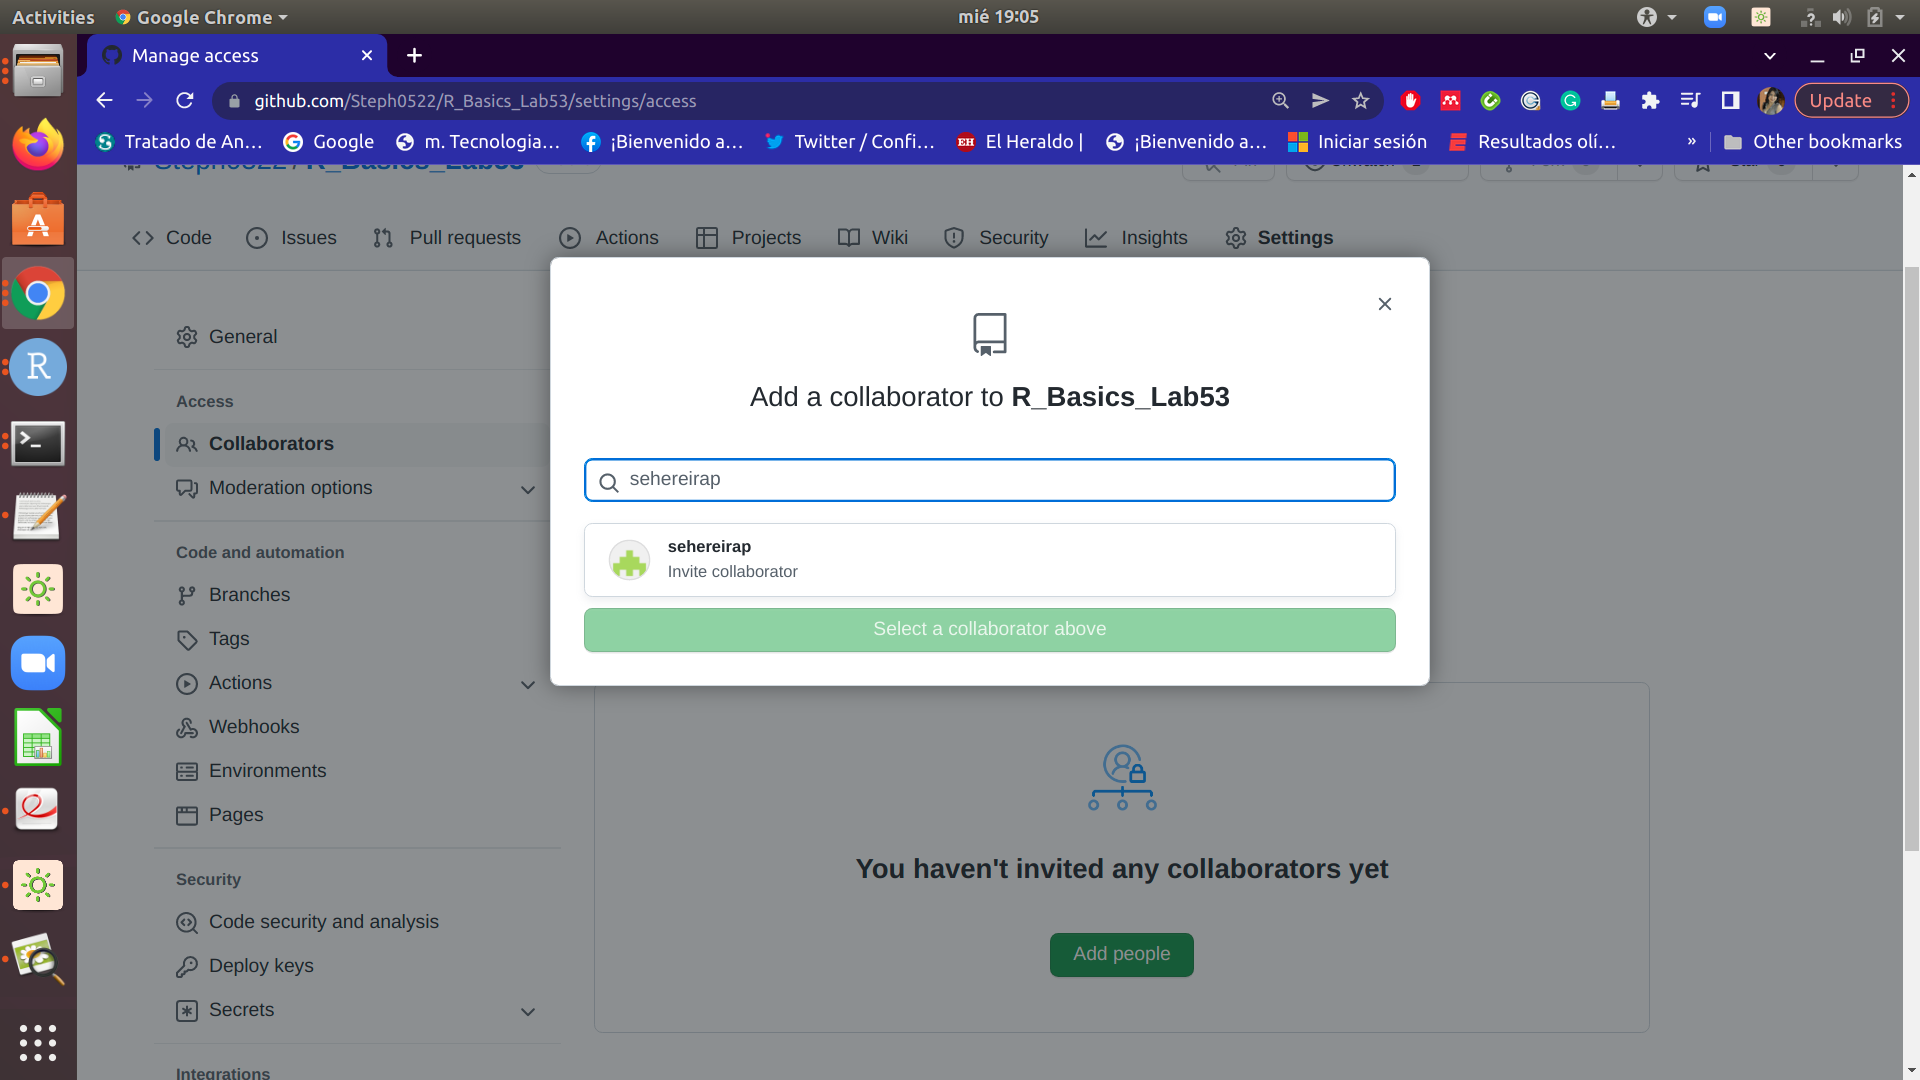 Activities
Google Chrome
mié 19:05
Manage access
github.com/Steph0522/R_Basics_Lab53/settings/access
Update
Tratado de An...
Google
m. Tecnologia...
¡Bienvenido a...
Twitter / Confi...
EH El Heraldo |
¡Bienvenido a...
Iniciar sesión
Resultados olí...
»
Other bookmarks
Steph0522 / R_Basics_Lab53
Code
Issues
Pull requests
Actions
Projects
Wiki
Security
Insights
Settings
General
Access
Collaborators
Moderation options
Code and automation
Branches
Tags
Actions
Webhooks
Environments
Pages
Security
Code security and analysis
Deploy keys
Secrets
Integrations
Add a collaborator to R_Basics_Lab53
sehereirap
sehereirap
Invite collaborator
Select a collaborator above
You haven't invited any collaborators yet
Add people